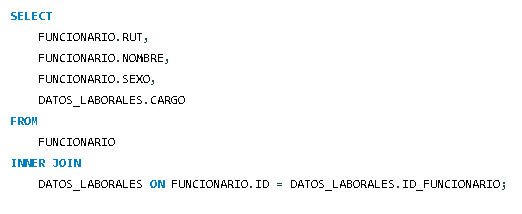 SELECT
FUNCIONARIO.RUT,
FUNCIONARIO.NOMBRE,
FUNCIONARIO.SEXO,
DATOS_LABORALES.CARGO
FROM
FUNCIONARIO
INNER JOIN
DATOS_LABORALES ON FUNCIONARIO.ID = DATOS_LABORALES.ID_FUNCIONARIO;